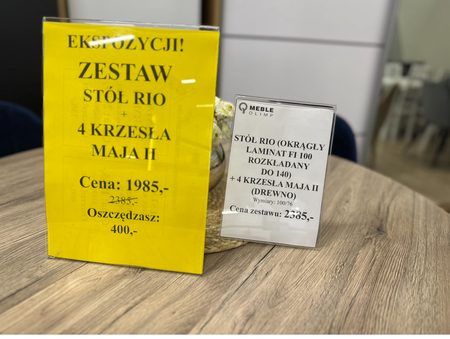 EKSPOZYCJI!
ZESTAW
STÓŁ RIO
+
4 KRZESŁA
MAJA II
Cena: 1985,-
2385,-
Oszczędzasz:
400,-
MEBLE
OLIMP
STÓŁ RIO (OKRĄGŁY
LAMINAT FI 100
ROZKŁADANY
DO 140)
+ 4 KRZESŁA MAJA II
(DREWNO)
Wymiary: 100/76
Cena zestawu: 2385,-